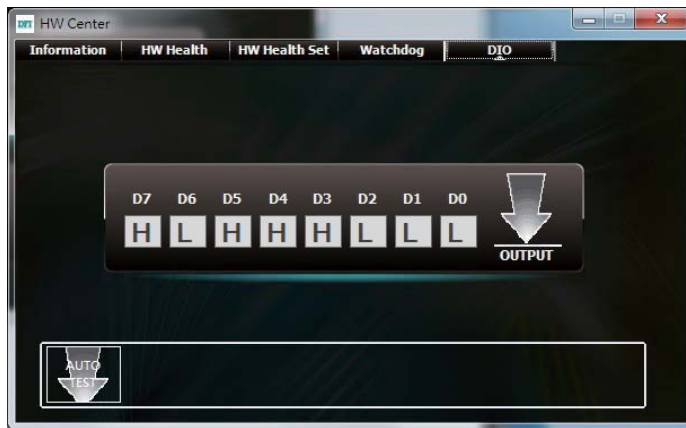 DFI HW Center
Information HW Health HW Health Set Watchdog DIO
D7 D6 D5 D4 D3 D2 D1 D0
H L H H H L L L
OUTPUT
AUTO
TEST